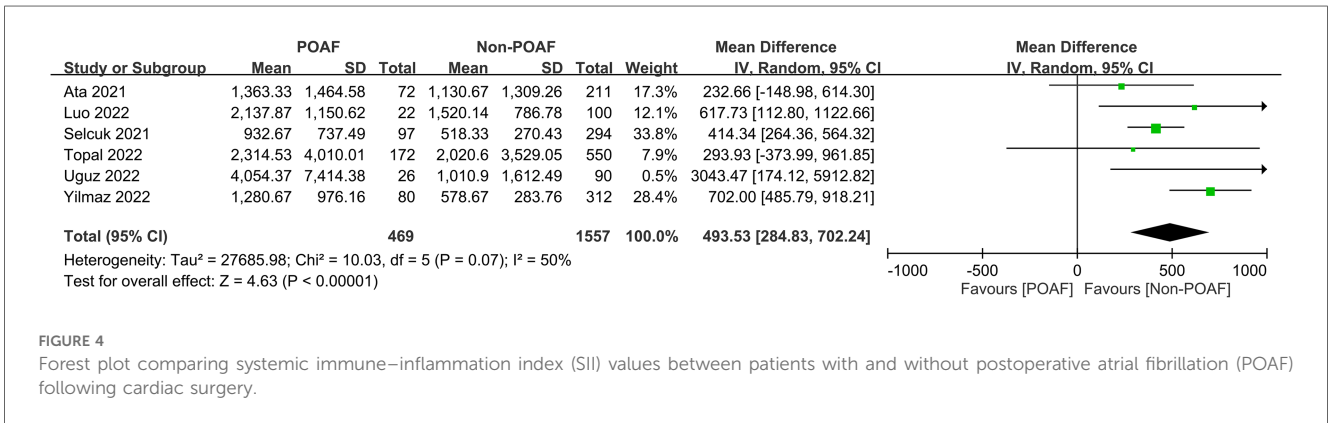 POAF Non-POAF Mean Difference Mean Difference
Study or Subgroup Mean SD Total Mean SD Total Weight IV, Random, 95% CI IV, Random, 95% CI
Ata 2021 1,363.33 1,464.58 72 1,130.67 1,309.26 211 17.3% 232.66 [-148.98, 614.30]
Luo 2022 2,137.87 1,150.62 22 1,520.14 786.78 100 12.1% 617.73 [112.80, 1122.66]
Selcuk 2021 932.67 737.49 97 518.33 270.43 294 33.8% 414.34 [264.36, 564.32]
Topal 2022 2,314.53 4,010.01 172 2,020.6 3,529.05 550 7.9% 293.93 [-373.99, 961.85]
Uguz 2022 4,054.37 7,414.38 26 1,010.9 1,612.49 90 0.5% 3043.47 [174.12, 5912.82]
Yilmaz 2022 1,280.67 976.16 80 578.67 283.76 312 28.4% 702.00 [485.79, 918.21]
Total (95% CI) 469 1557 100.0% 493.53 [284.83, 702.24]
Heterogeneity: Tau² = 27685.98; Chi² = 10.03, df = 5 (P = 0.07); I² = 50%
Test for overall effect: Z = 4.63 (P < 0.00001)
-1000 -500 0 500 1000
Favours [POAF] Favours [Non-POAF]
FIGURE 4
Forest plot comparing systemic immune–inflammation index (SII) values between patients with and without postoperative atrial fibrillation (POAF)
following cardiac surgery.